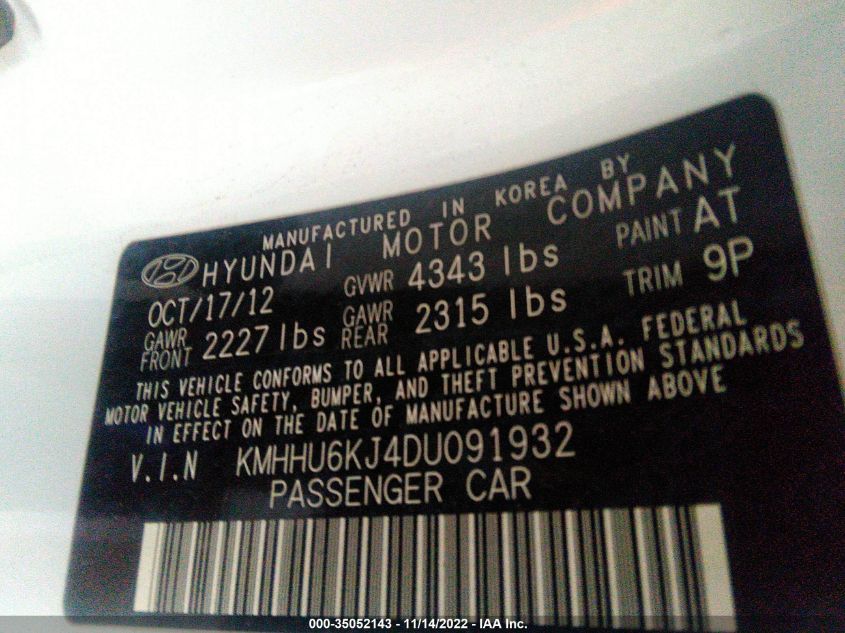 MANUFACTURED IN KOREA BY
HYUNDAI MOTOR COMPANY
OCT/17/12 GVWR 4343 lbs PAINT AT
GAWR FRONT 2227 lbs GAWR REAR 2315 lbs TRIM 9P
THIS VEHICLE CONFORMS TO ALL APPLICABLE U.S.A. FEDERAL
MOTOR VEHICLE SAFETY, BUMPER, AND THEFT PREVENTION STANDARDS
IN EFFECT ON THE DATE OF MANUFACTURE SHOWN ABOVE
V.I.N KMHHU6KJ4DU091932
PASSENGER CAR
000-35052143 - 11/14/2022 - IAA Inc.